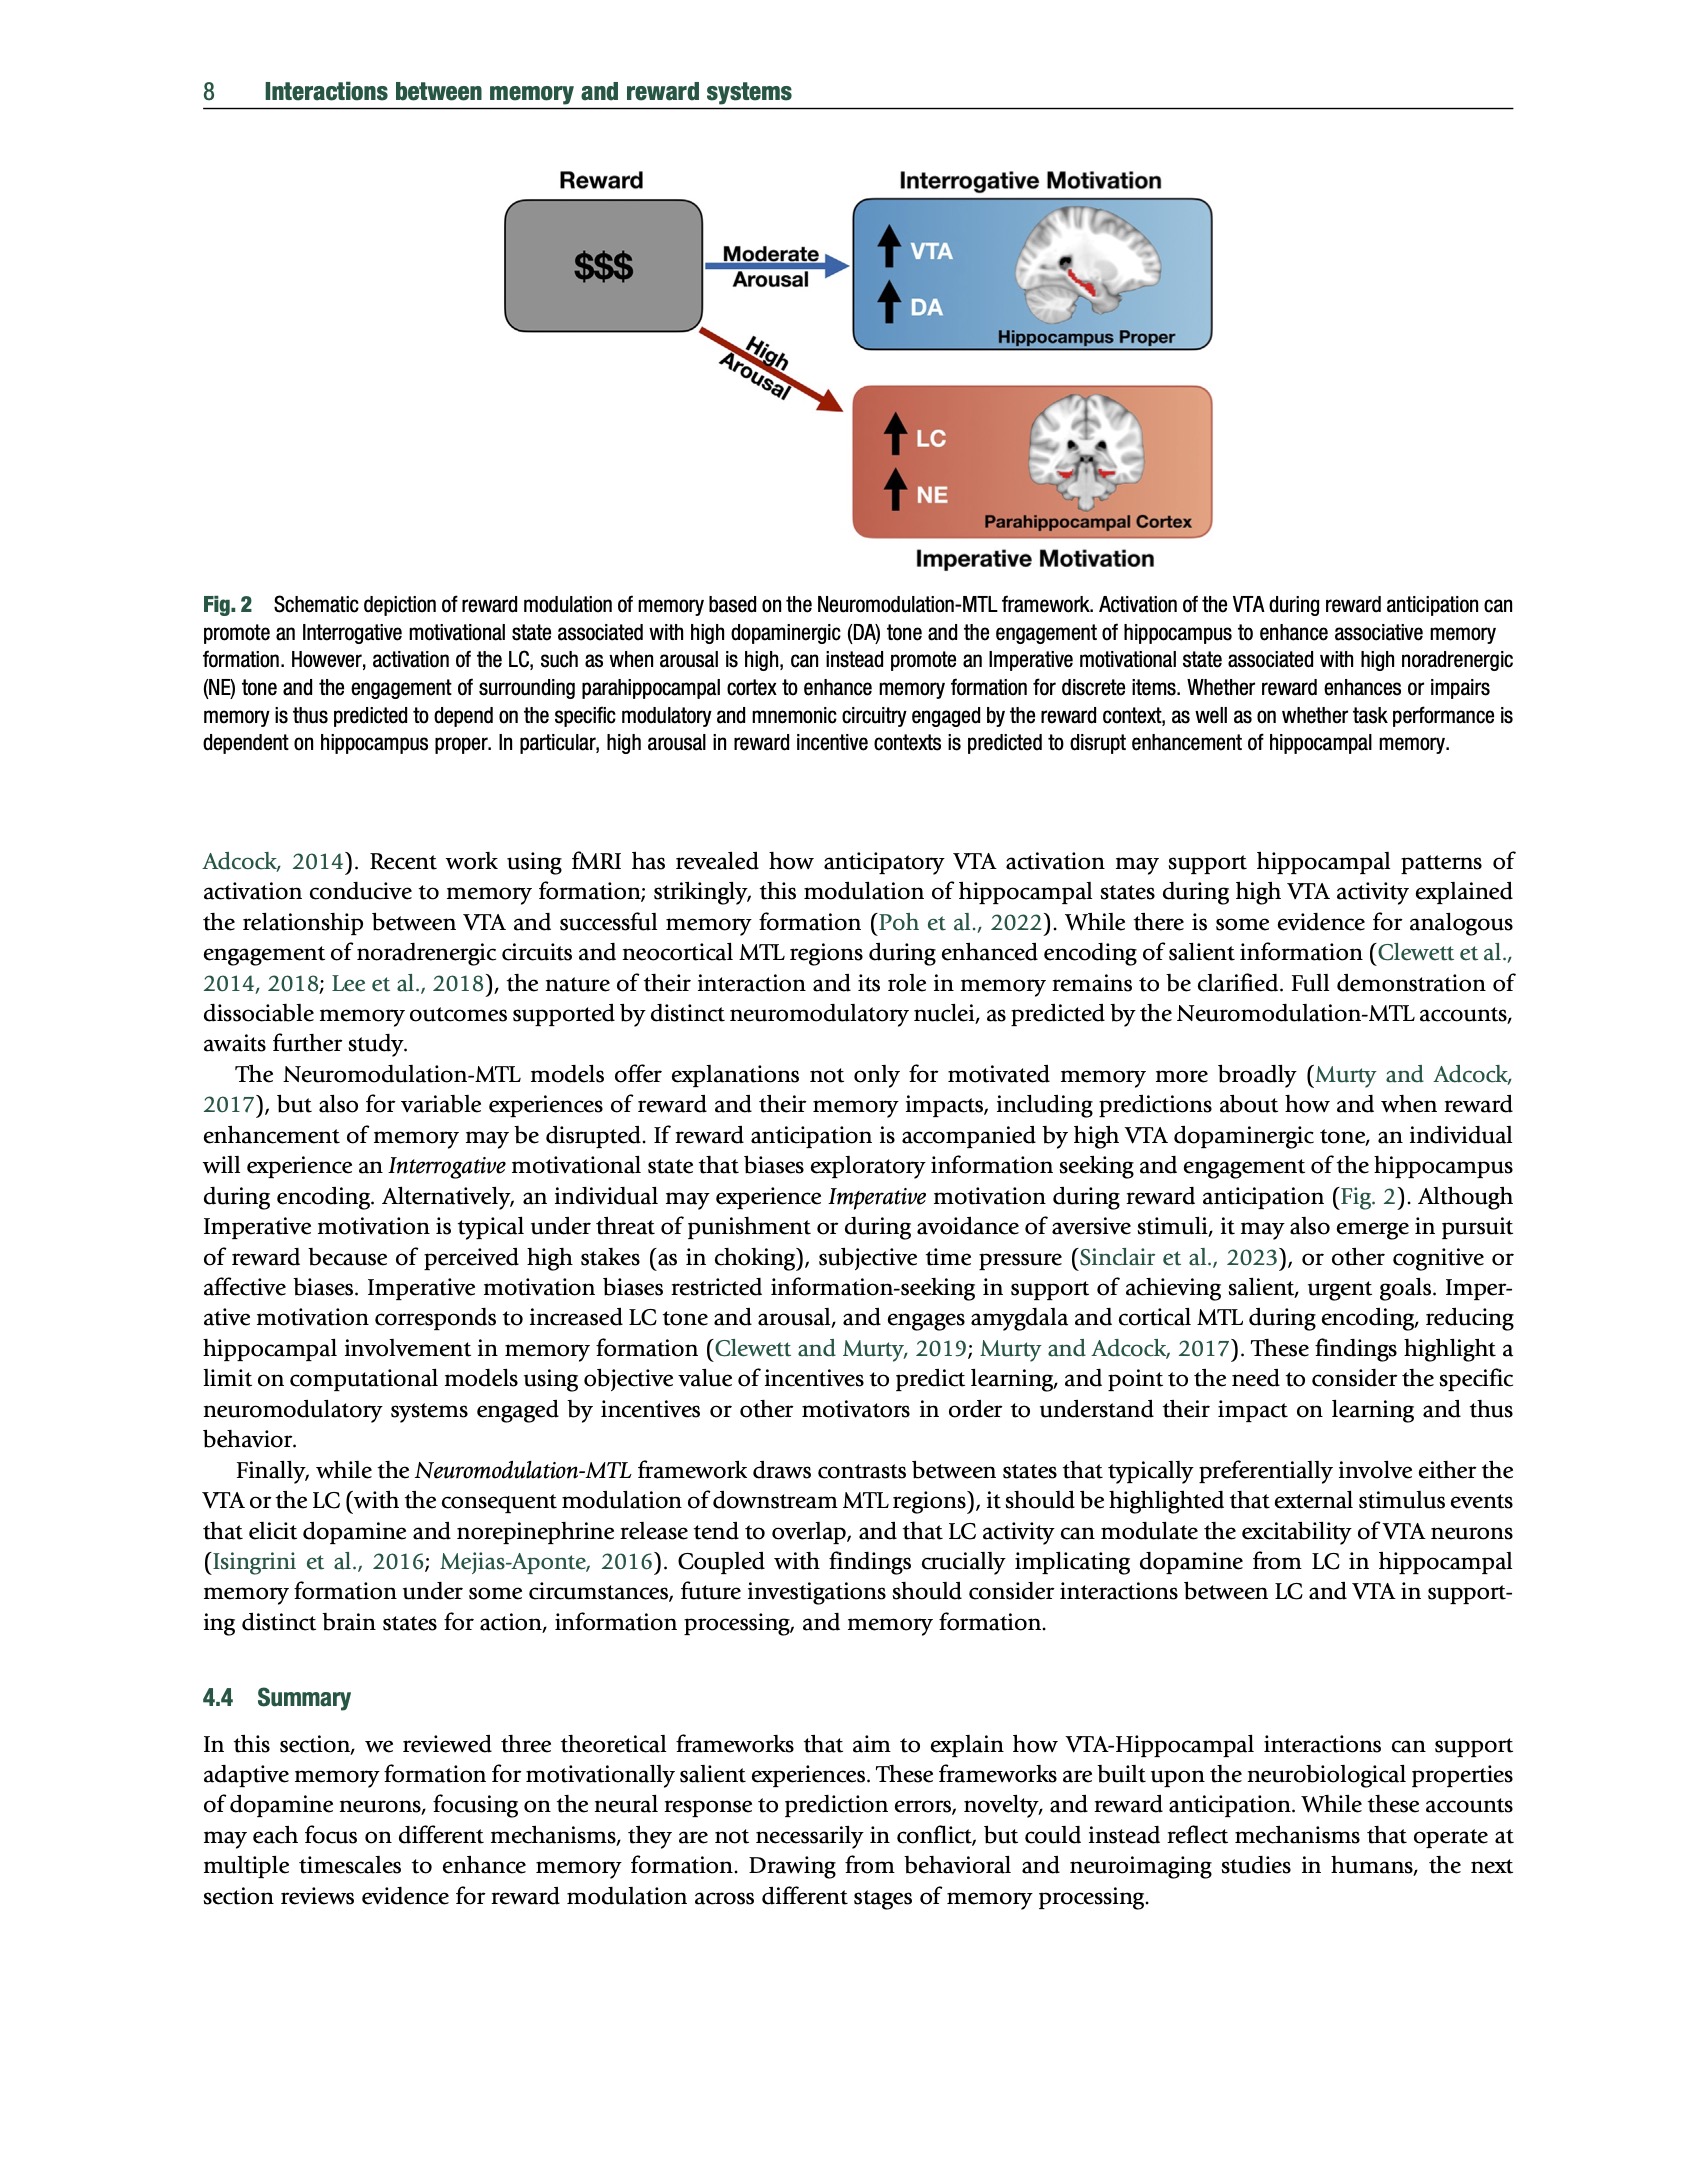 8 Interactions between memory and reward systems
Reward
$$$
Moderate
Arousal
High
Arousal
Interrogative Motivation
VTA
DA
Hippocampus Proper
LC
NE
Parahippocampal Cortex
Imperative Motivation
Fig. 2 Schematic depiction of reward modulation of memory based on the Neuromodulation-MTL framework. Activation of the VTA during reward anticipation can
promote an Interrogative motivational state associated with high dopaminergic (DA) tone and the engagement of hippocampus to enhance associative memory
formation. However, activation of the LC, such as when arousal is high, can instead promote an Imperative motivational state associated with high noradrenergic
(NE) tone and the engagement of surrounding parahippocampal cortex to enhance memory formation for discrete items. Whether reward enhances or impairs
memory is thus predicted to depend on the specific modulatory and mnemonic circuitry engaged by the reward context, as well as on whether task performance is
dependent on hippocampus proper. In particular, high arousal in reward incentive contexts is predicted to disrupt enhancement of hippocampal memory.
Adcock, 2014). Recent work using fMRI has revealed how anticipatory VTA activation may support hippocampal patterns of
activation conducive to memory formation; strikingly, this modulation of hippocampal states during high VTA activity explained
the relationship between VTA and successful memory formation (Poh et al., 2022). While there is some evidence for analogous
engagement of noradrenergic circuits and neocortical MTL regions during enhanced encoding of salient information (Clewett et al.,
2014, 2018; Lee et al., 2018), the nature of their interaction and its role in memory remains to be clarified. Full demonstration of
dissociable memory outcomes supported by distinct neuromodulatory nuclei, as predicted by the Neuromodulation-MTL accounts,
awaits further study.
The Neuromodulation-MTL models offer explanations not only for motivated memory more broadly (Murty and Adcock,
2017), but also for variable experiences of reward and their memory impacts, including predictions about how and when reward
enhancement of memory may be disrupted. If reward anticipation is accompanied by high VTA dopaminergic tone, an individual
will experience an Interrogative motivational state that biases exploratory information seeking and engagement of the hippocampus
during encoding. Alternatively, an individual may experience Imperative motivation during reward anticipation (Fig. 2). Although
Imperative motivation is typical under threat of punishment or during avoidance of aversive stimuli, it may also emerge in pursuit
of reward because of perceived high stakes (as in choking), subjective time pressure (Sinclair et al., 2023), or other cognitive or
affective biases. Imperative motivation biases restricted information-seeking in support of achieving salient, urgent goals. Imper-
ative motivation corresponds to increased LC tone and arousal, and engages amygdala and cortical MTL during encoding, reducing
hippocampal involvement in memory formation (Clewett and Murty, 2019; Murty and Adcock, 2017). These findings highlight a
limit on computational models using objective value of incentives to predict learning, and point to the need to consider the specific
neuromodulatory systems engaged by incentives or other motivators in order to understand their impact on learning and thus
behavior.
Finally, while the Neuromodulation-MTL framework draws contrasts between states that typically preferentially involve either the
VTA or the LC (with the consequent modulation of downstream MTL regions), it should be highlighted that external stimulus events
that elicit dopamine and norepinephrine release tend to overlap, and that LC activity can modulate the excitability of VTA neurons
(Isingrini et al., 2016; Mejias-Aponte, 2016). Coupled with findings crucially implicating dopamine from LC in hippocampal
memory formation under some circumstances, future investigations should consider interactions between LC and VTA in support-
ing distinct brain states for action, information processing, and memory formation.
4.4 Summary
In this section, we reviewed three theoretical frameworks that aim to explain how VTA-Hippocampal interactions can support
adaptive memory formation for motivationally salient experiences. These frameworks are built upon the neurobiological properties
of dopamine neurons, focusing on the neural response to prediction errors, novelty, and reward anticipation. While these accounts
may each focus on different mechanisms, they are not necessarily in conflict, but could instead reflect mechanisms that operate at
multiple timescales to enhance memory formation. Drawing from behavioral and neuroimaging studies in humans, the next
section reviews evidence for reward modulation across different stages of memory processing.